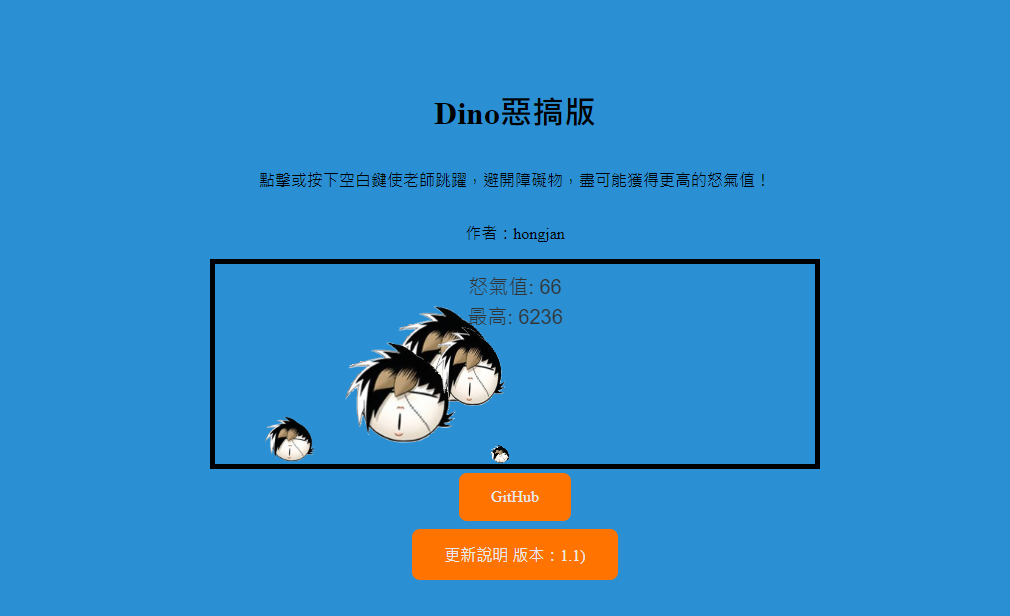 Dino惡搞版
點擊或按下空白鍵使老師跳躍，避開障礙物，盡可能獲得更高的怒氣值！
作者：hongjan
怒氣值: 66
最高: 6236
GitHub
更新說明 版本：1.1)